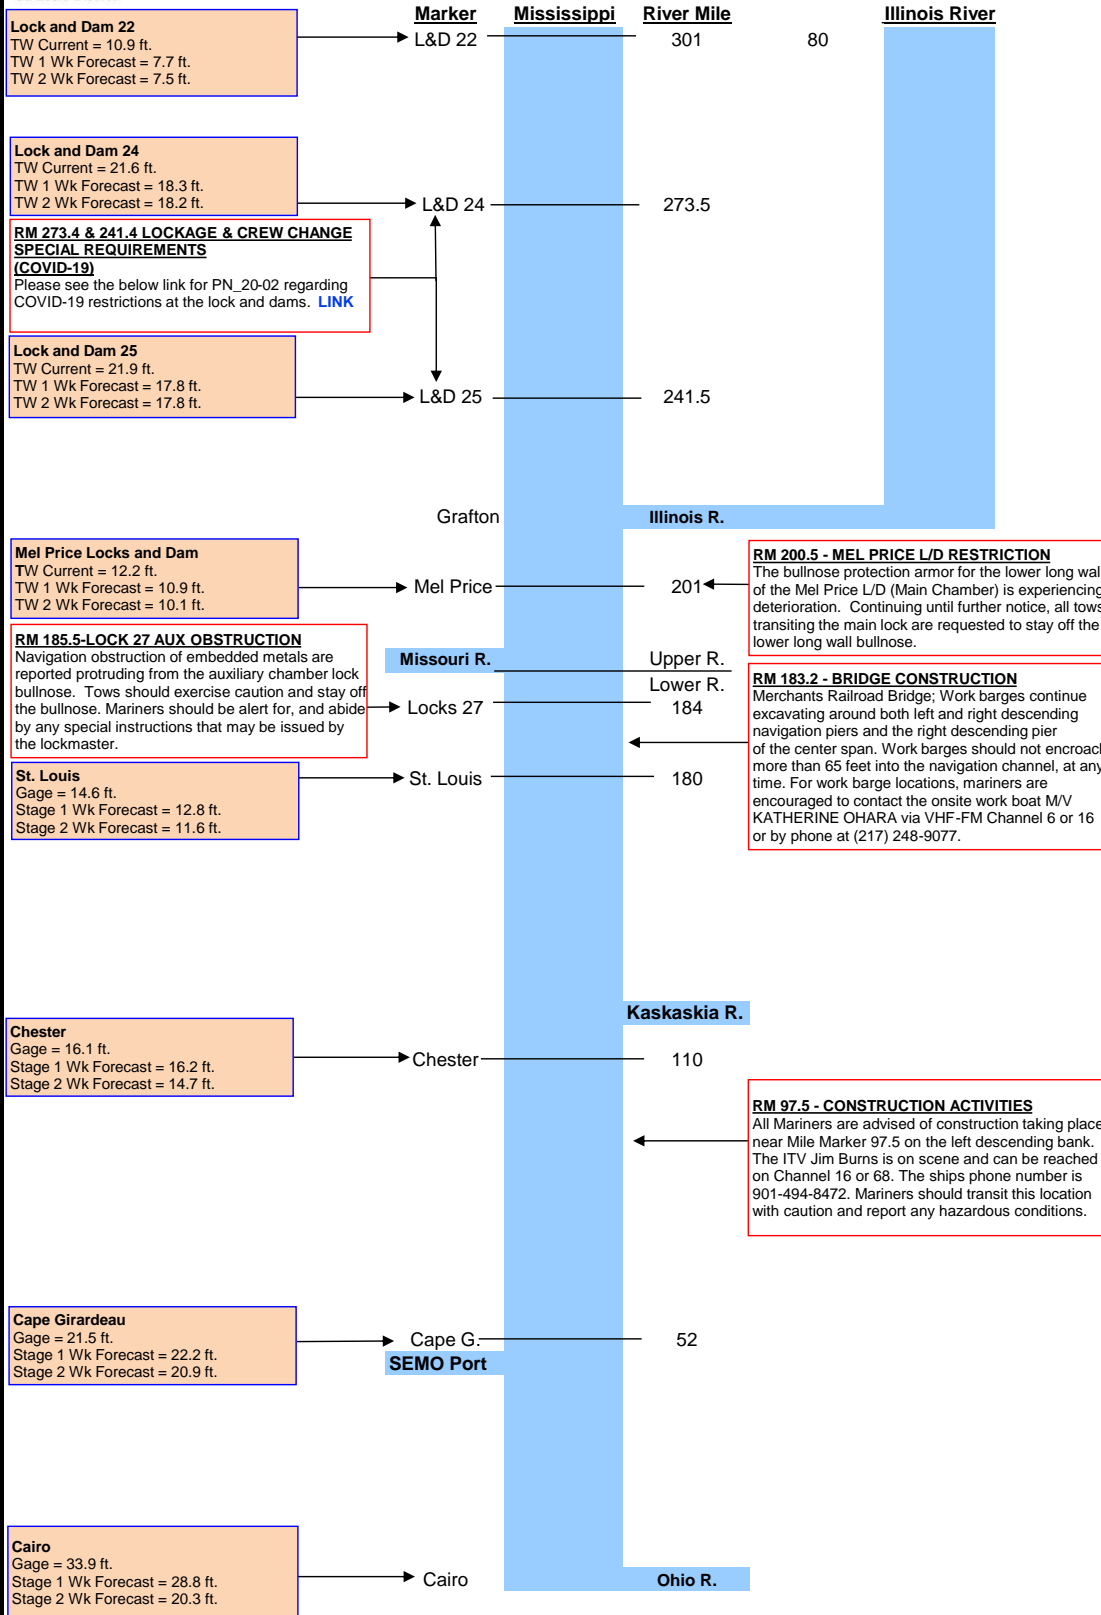 Marker Mississippi River Mile Illinois River
Lock and Dam 22
TW Current = 10.9 ft.
TW 1 Wk Forecast = 7.7 ft.
TW 2 Wk Forecast = 7.5 ft.
L&D 22 301 80
Lock and Dam 24
TW Current = 21.6 ft.
TW 1 Wk Forecast = 18.3 ft.
TW 2 Wk Forecast = 18.2 ft.
L&D 24 273.5
RM 273.4 & 241.4 LOCKAGE & CREW CHANGE
SPECIAL REQUIREMENTS
(COVID-19)
Please see the below link for PN_20-02 regarding
COVID-19 restrictions at the lock and dams. LINK
Lock and Dam 25
TW Current = 21.9 ft.
TW 1 Wk Forecast = 17.8 ft.
TW 2 Wk Forecast = 17.8 ft.
L&D 25 241.5
Grafton Illinois R.
Mel Price Locks and Dam
TW Current = 12.2 ft.
TW 1 Wk Forecast = 10.9 ft.
TW 2 Wk Forecast = 10.1 ft.
Mel Price 201
RM 200.5 - MEL PRICE L/D RESTRICTION
The bullnose protection armor for the lower long wal
of the Mel Price L/D (Main Chamber) is experiencing
deterioration. Continuing until further notice, all tows
transiting the main lock are requested to stay off the
lower long wall bullnose.
RM 185.5-LOCK 27 AUX OBSTRUCTION
Navigation obstruction of embedded metals are
reported protruding from the auxiliary chamber lock
bullnose. Tows should exercise caution and stay off
the bullnose. Mariners should be alert for, and abide
by any special instructions that may be issued by
the lockmaster.
Missouri R. Upper R.
Lower R.
Locks 27 184
RM 183.2 - BRIDGE CONSTRUCTION
Merchants Railroad Bridge; Work barges continue
excavating around both left and right descending
navigation piers and the right descending pier
of the center span. Work barges should not encroach
more than 65 feet into the navigation channel, at any
time. For work barge locations, mariners are
encouraged to contact the onsite work boat M/V
KATHERINE OHARA via VHF-FM Channel 6 or 16
or by phone at (217) 248-9077.
St. Louis
Gage = 14.6 ft.
Stage 1 Wk Forecast = 12.8 ft.
Stage 2 Wk Forecast = 11.6 ft.
St. Louis 180
Kaskaskia R.
Chester
Gage = 16.1 ft.
Stage 1 Wk Forecast = 16.2 ft.
Stage 2 Wk Forecast = 14.7 ft.
Chester 110
RM 97.5 - CONSTRUCTION ACTIVITIES
All Mariners are advised of construction taking place
near Mile Marker 97.5 on the left descending bank.
The ITV Jim Burns is on scene and can be reached
on Channel 16 or 68. The ships phone number is
901-494-8472. Mariners should transit this location
with caution and report any hazardous conditions.
Cape Girardeau
Gage = 21.5 ft.
Stage 1 Wk Forecast = 22.2 ft.
Stage 2 Wk Forecast = 20.9 ft.
Cape G. 52
SEMO Port
Cairo
Gage = 33.9 ft.
Stage 1 Wk Forecast = 28.8 ft.
Stage 2 Wk Forecast = 20.3 ft.
Cairo Ohio R.